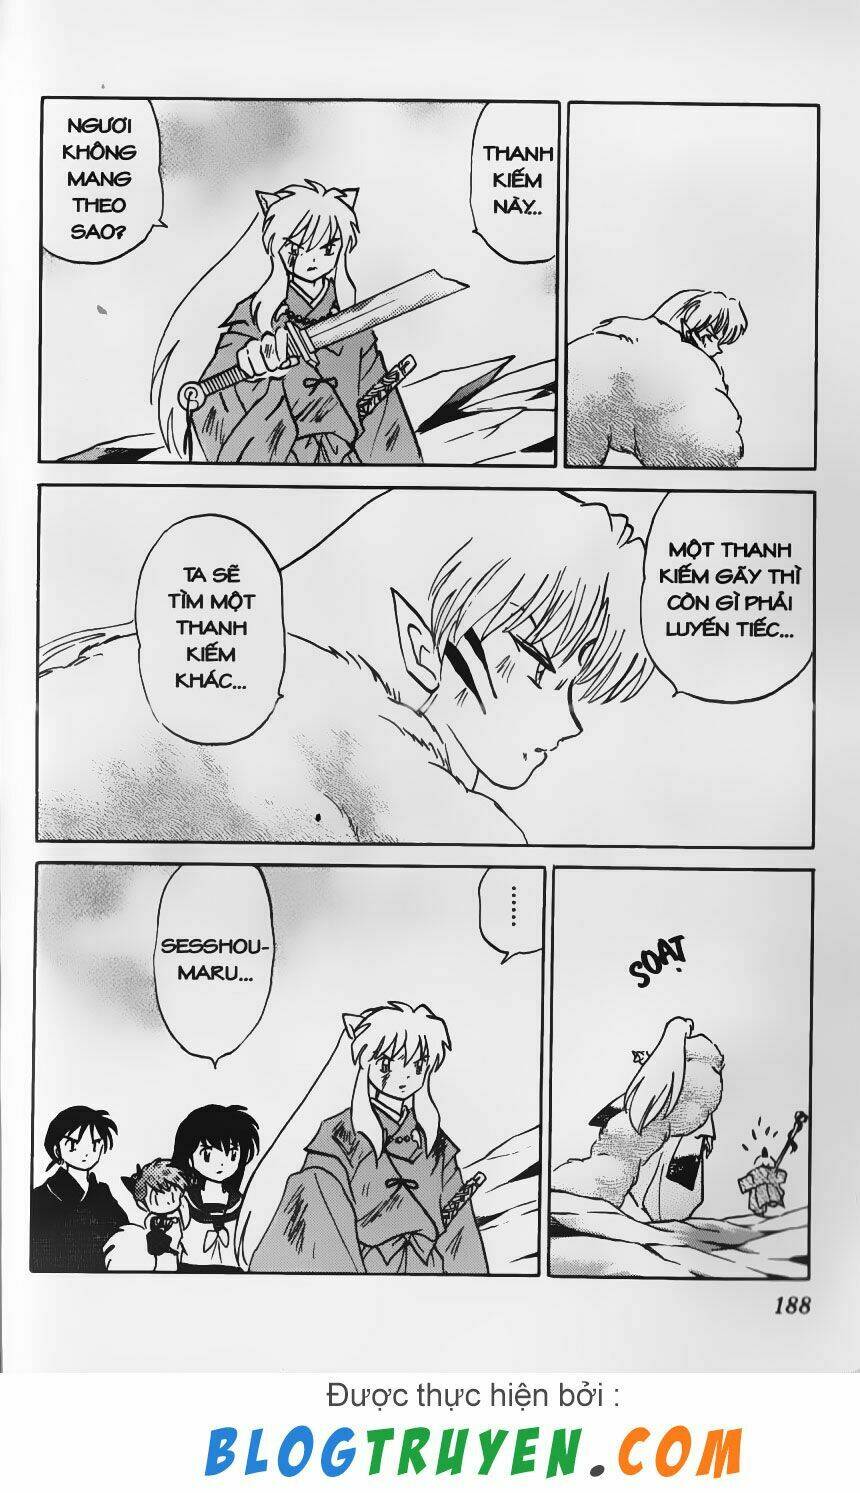 THANH
KIẾM
NÀY...
NGƯƠI
KHÔNG
MANG
THEO
SAO?
MỘT THANH
KIẾM GÃY THÌ
CÒN GÌ PHẢI
LUYẾN TIẾC...
TA SẼ
TÌM MỘT
THANH
KIẾM
KHÁC...
SOẠT
........
SESSHOU-
MARU...
188
Được thực hiện bởi :
BLOGTRUYEN.COM